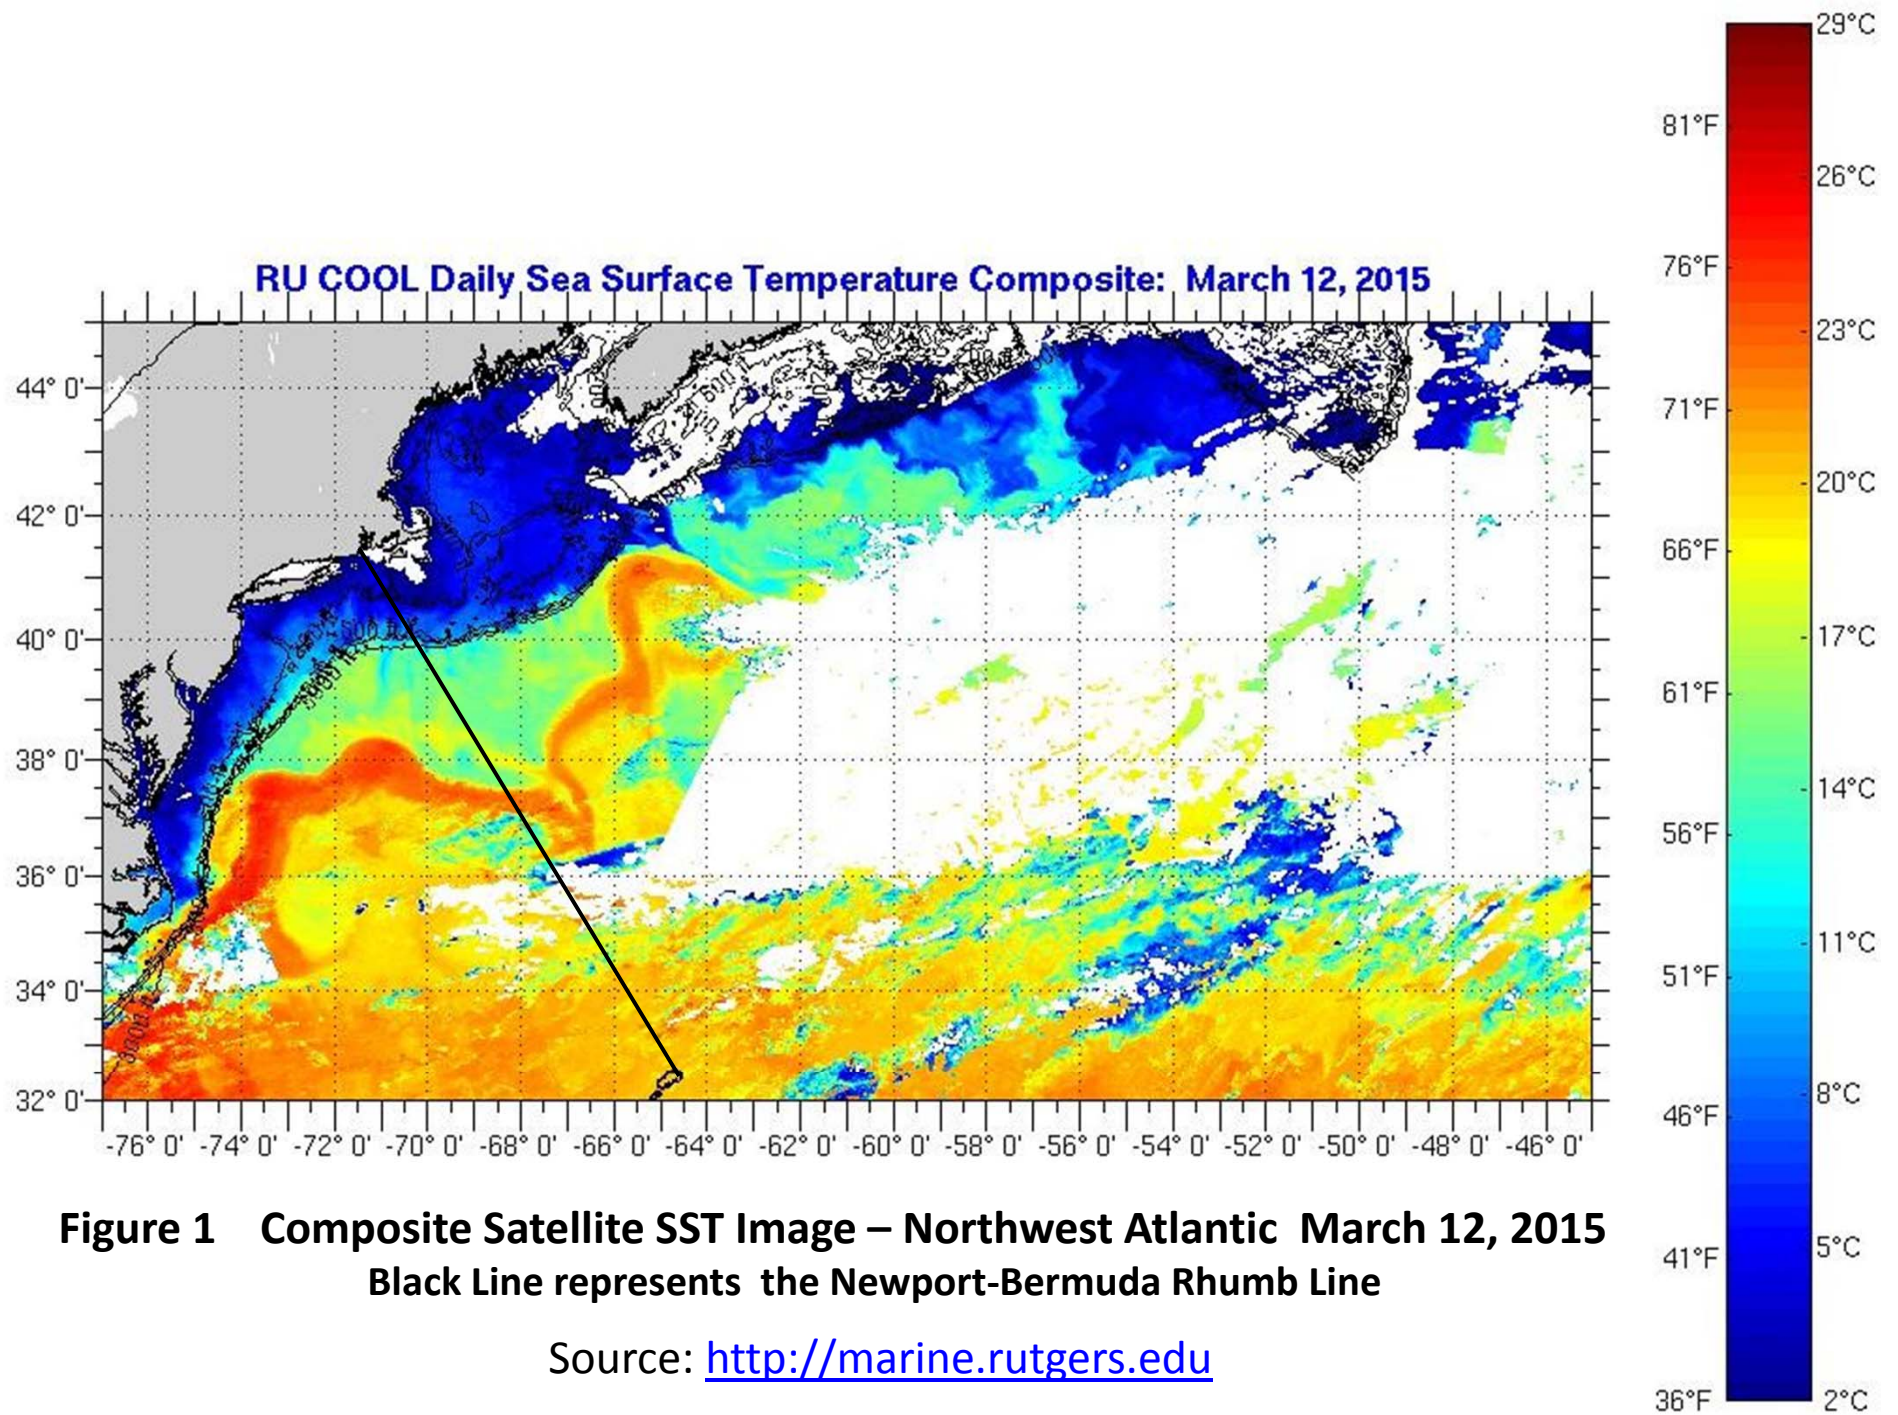 29°C
81°F
26°C
RU COOL Daily Sea Surface Temperature Composite:  March 12, 2015
76°F
23°C
44° 0'
71°F
20°C
42° 0'
66°F
40° 0'
17°C
61°F
38° 0'
14°C
56°F
36° 0'
11°C
51°F
34° 0'
32° 0'
8°C
46°F
-76° 0' -74° 0' -72° 0' -70° 0' -68° 0' -66° 0' -64° 0' -62° 0' -60° 0' -58° 0' -56° 0' -54° 0' -52° 0' -50° 0' -48° 0' -46° 0'
Figure 1    Composite Satellite SST Image – Northwest Atlantic  March 12, 2015
5°C
41°F
Black Line represents  the Newport-Bermuda Rhumb Line
Source: http://marine.rutgers.edu
36°F
2°C